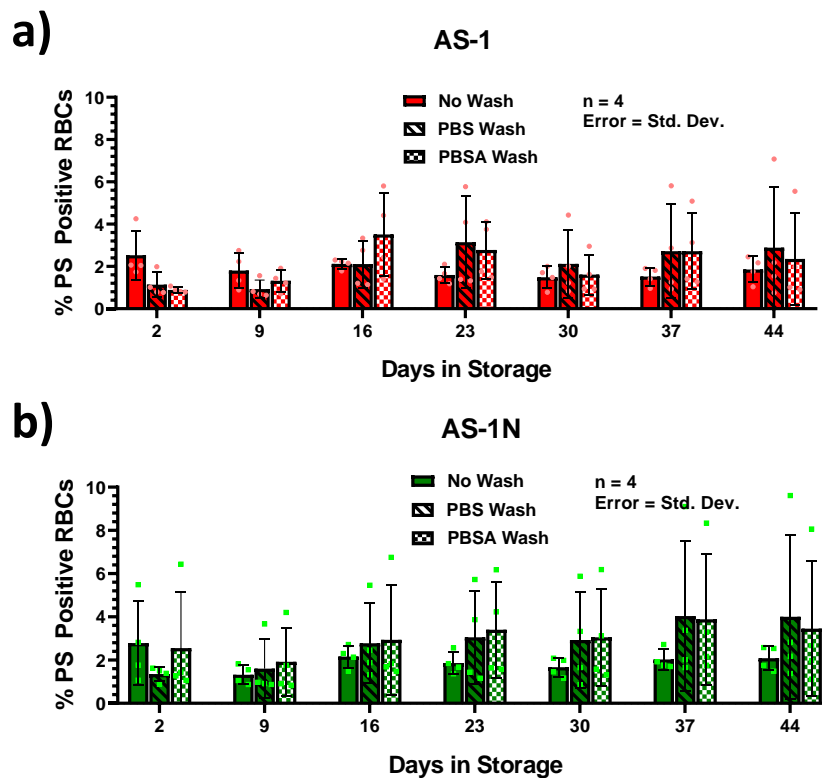 a)
AS-1
% PS Positive RBCs
10
8
6
4
2
0
No Wash
PBS Wash
PBSA Wash
n = 4
Error = Std. Dev.
2 9 16 23 30 37 44
Days in Storage
b)
AS-1N
% PS Positive RBCs
10
8
6
4
2
0
No Wash
PBS Wash
PBSA Wash
n = 4
Error = Std. Dev.
2 9 16 23 30 37 44
Days in Storage